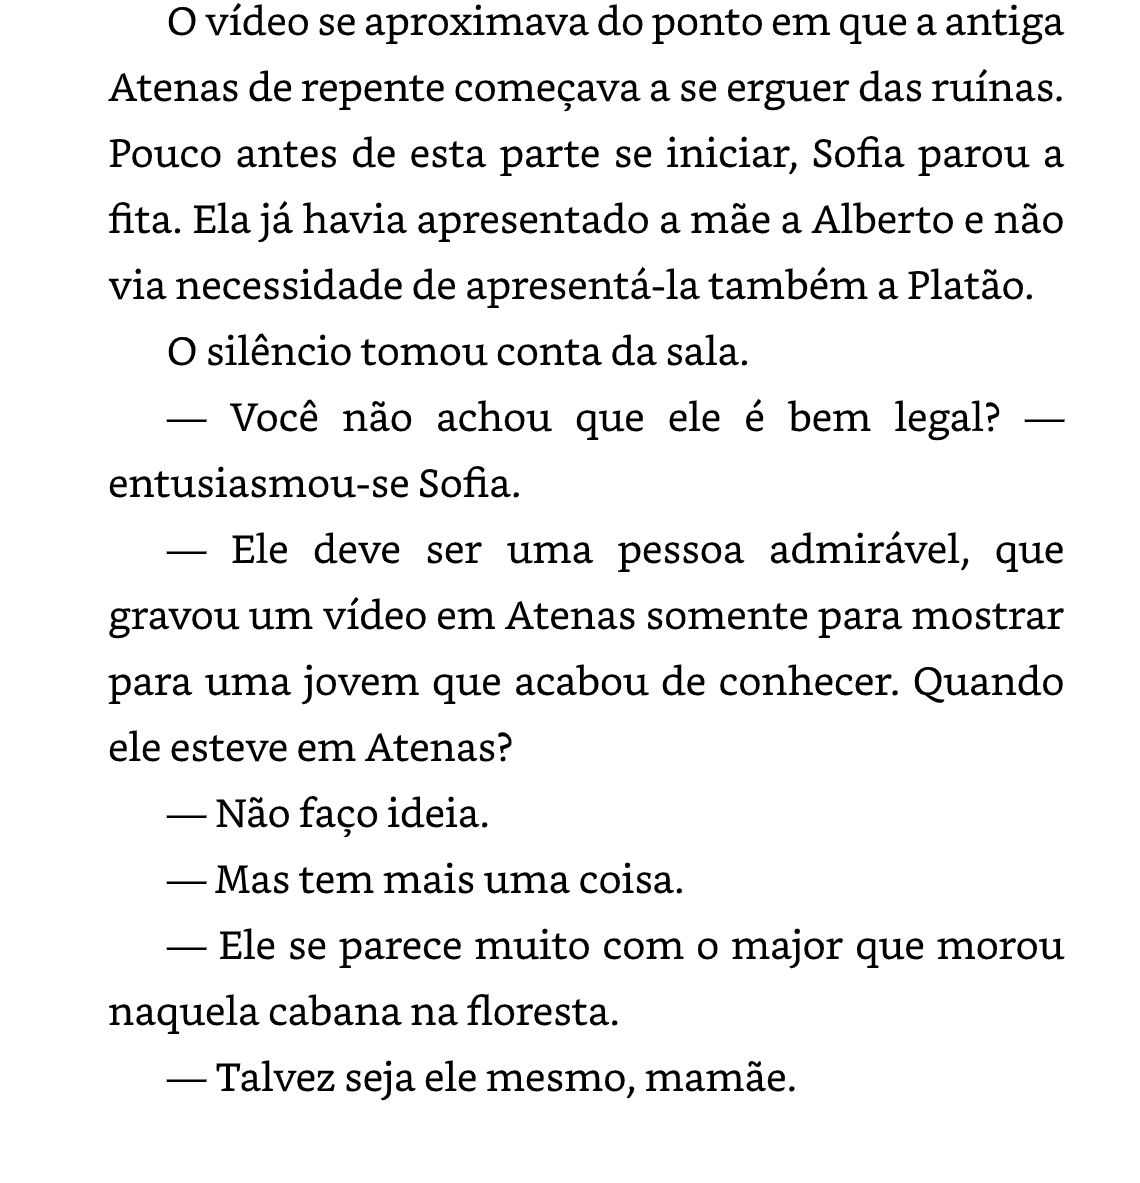 O vídeo se aproximava do ponto em que a antiga
Atenas de repente começava a se erguer das ruínas.
Pouco antes de esta parte se iniciar, Sofia parou a
fita. Ela já havia apresentado a mãe a Alberto e não
via necessidade de apresentá-la também a Platão.
O silêncio tomou conta da sala.
— Você não achou que ele é bem legal? —
entusiasmou-se Sofia.
— Ele deve ser uma pessoa admirável, que
gravou um vídeo em Atenas somente para mostrar
para uma jovem que acabou de conhecer. Quando
ele esteve em Atenas?
— Não faço ideia.
— Mas tem mais uma coisa.
— Ele se parece muito com o major que morou
naquela cabana na floresta.
— Talvez seja ele mesmo, mamãe.